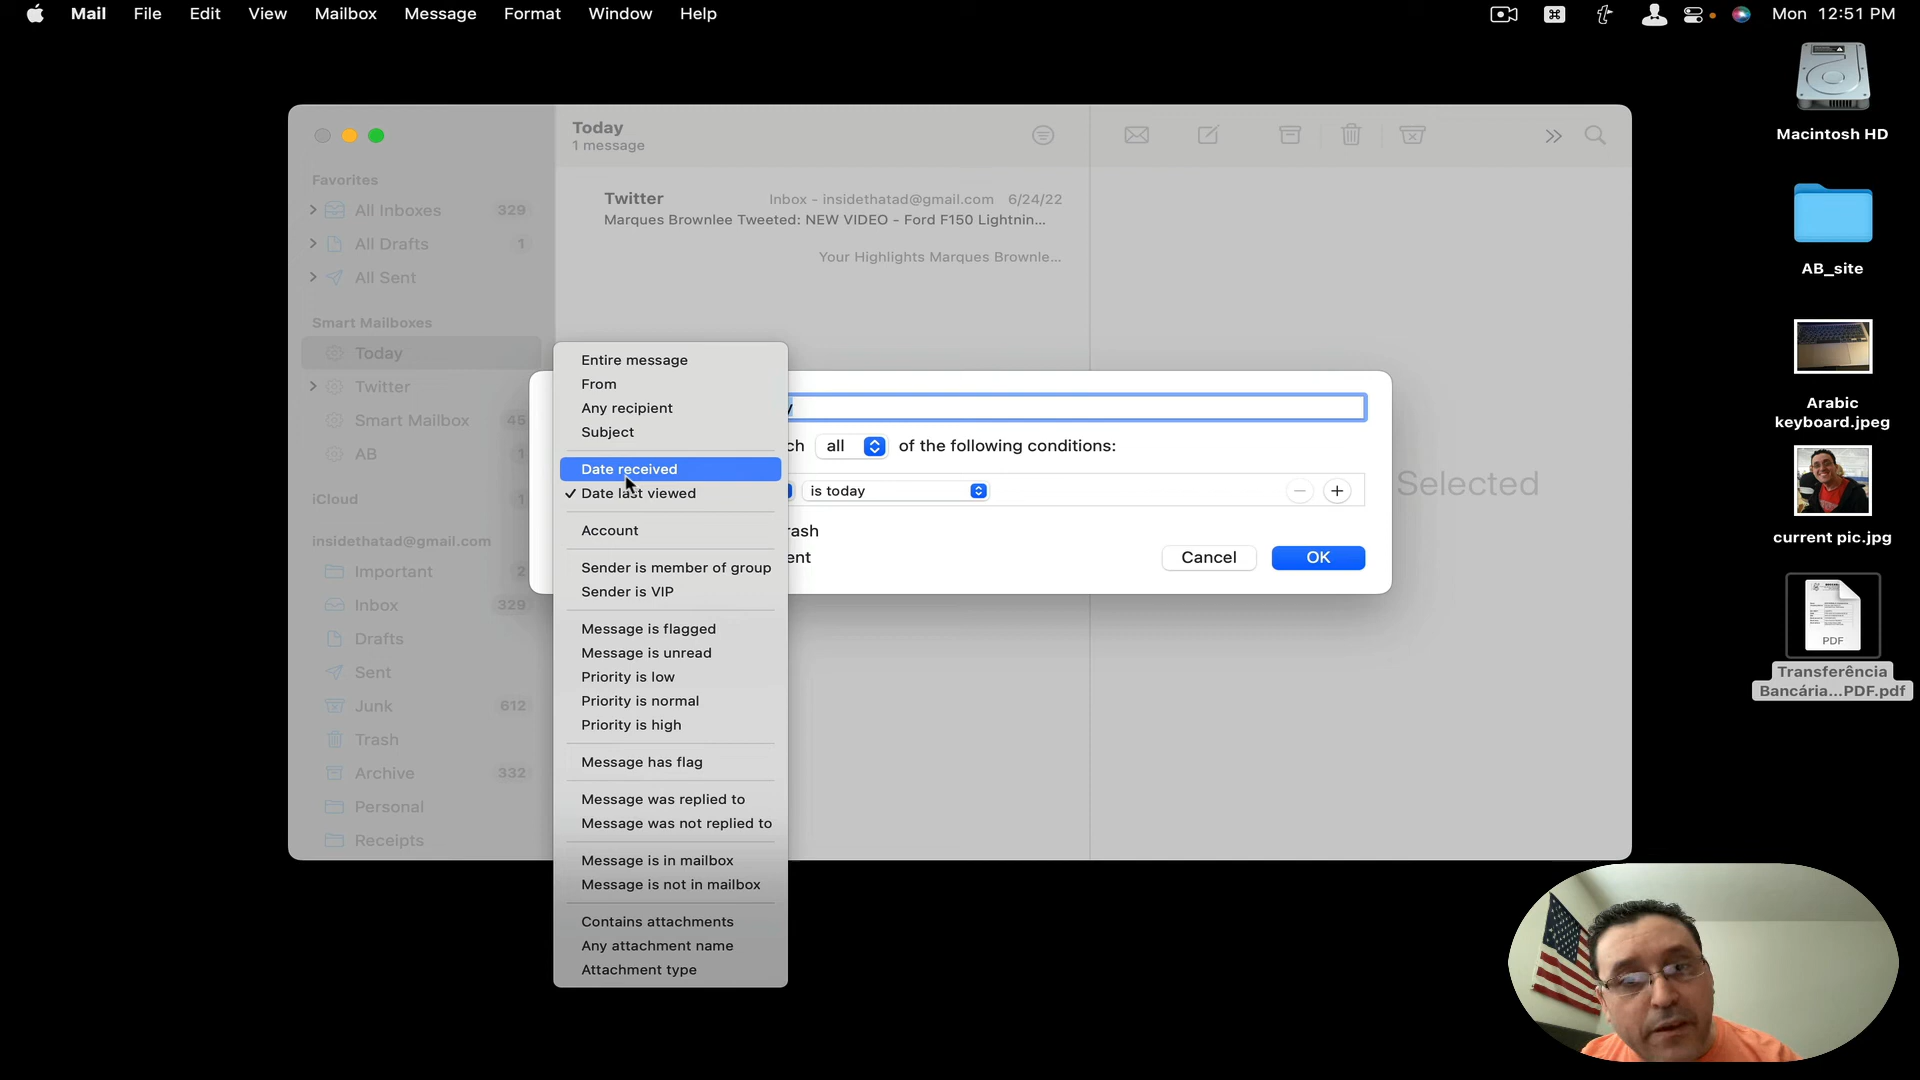 Mail File Edit View Mailbox Message Format Window Help
Mon 12:51 PM
Macintosh HD
AB_site
Arabic
keyboard.jpeg
current pic.jpg
PDF
Transferência
Bancária...PDF.pdf
Favorites
All Inboxes 329
All Drafts 1
All Sent
Smart Mailboxes
Today
Twitter
Smart Mailbox 45
AB 1
iCloud 1
insidethatad@gmail.com
Important 2
Inbox 329
Drafts
Sent
Junk 612
Trash
Archive 332
Personal
Receipts
Today
1 message
Twitter Inbox - insidethatad@gmail.com 6/24/22
Marques Brownlee Tweeted: NEW VIDEO - Ford F150 Lightnin...
Your Highlights Marques Brownle...
Selected
y
ch all of the following conditions:
is today
rash
ent
Cancel OK
Entire message
From
Any recipient
Subject
Date received
✓ Date last viewed
Account
Sender is member of group
Sender is VIP
Message is flagged
Message is unread
Priority is low
Priority is normal
Priority is high
Message has flag
Message was replied to
Message was not replied to
Message is in mailbox
Message is not in mailbox
Contains attachments
Any attachment name
Attachment type